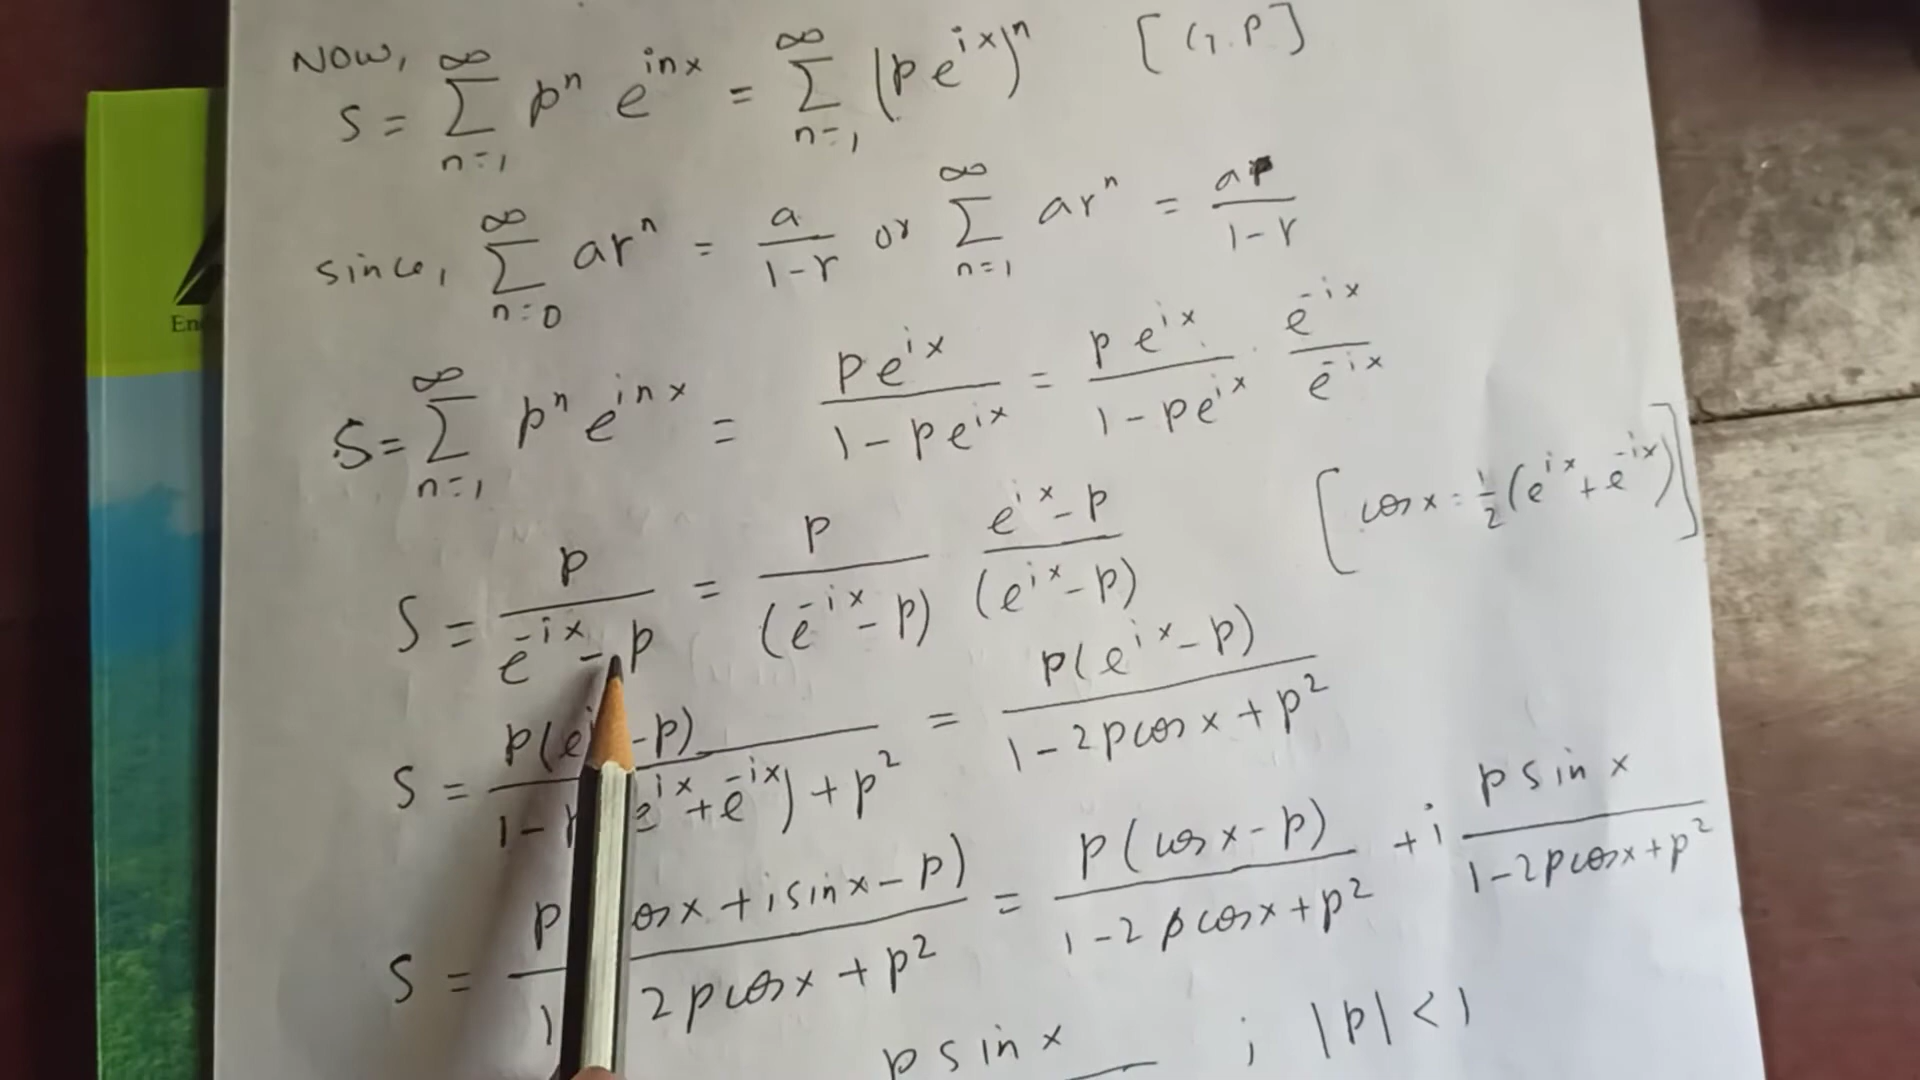 Now,
S = ∑_{n=1}^{∞} p^n e^{inx} = ∑_{n=1}^{∞} (p e^{ix})^n [G.P]
since, ∑_{n=0}^{∞} ar^n = a/(1-r) or ∑_{n=1}^{∞} ar^n = ar/(1-r)
S = ∑_{n=1}^{∞} p^n e^{inx} = pe^{ix}/(1-pe^{ix}) = pe^{ix}/(1-pe^{ix}) · e^{-ix}/e^{-ix}
[cos x = 1/2 (e^{ix} + e^{-ix})]
S = p/(e^{-ix} - p) = p/(e^{-ix} - p) (e^{ix} - p)/(e^{ix} - p)
S = p(e^{i -p)/(1- e^{ix} + e^{-ix}) + p^2) = p(e^{ix} - p)/(1 - 2p cos x + p^2)
S = p cos x + i sin x - p)/(1 2p cos x + p^2) = p(cos x - p)/(1 - 2p cos x + p^2) + i p sin x/(1 - 2p cos x + p^2)
p sin x ; |p| < 1